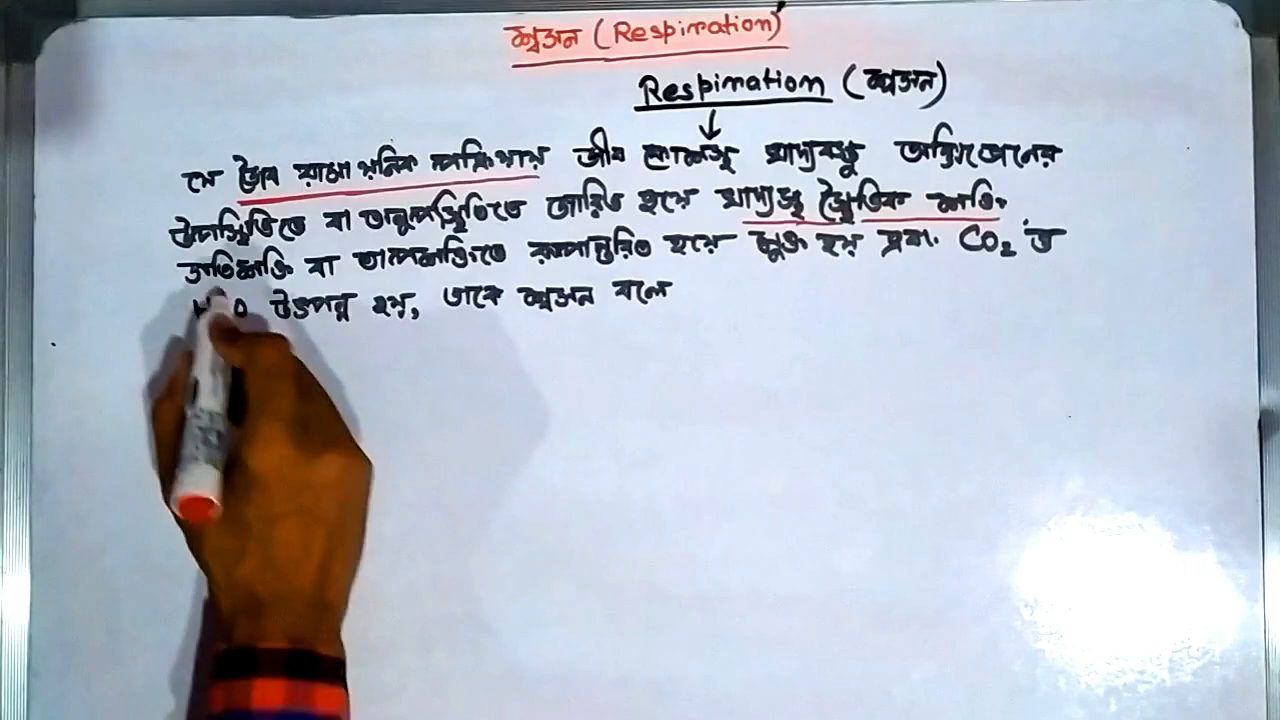 শ্বসন (Respiration)
Respiration (শ্বসন)
যে জৈব রাসায়নিক প্রক্রিয়ায় জীব কোষস্থ খাদ্যবস্তু অক্সিজেনের
উপস্থিতিতে বা অনুপস্থিতিতে জারিত হয়ে খাদ্যস্থ স্থৈতিক শক্তি
গতিশক্তি বা তাপশক্তিতে রূপান্তরিত হয়ে মুক্ত হয় এবং CO₂ ও
উৎপন্ন হয়, তাকে শ্বসন বলে